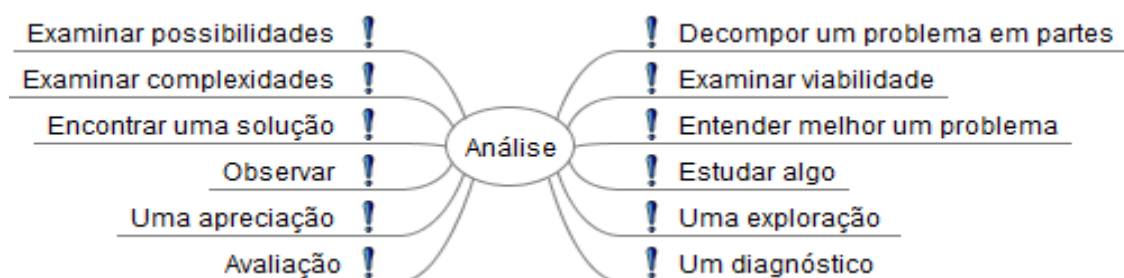 Examinar possibilidades
Examinar complexidades
Encontrar uma solução
Observar
Uma apreciação
Avaliação
Análise
Decompor um problema em partes
Examinar viabilidade
Entender melhor um problema
Estudar algo
Uma exploração
Um diagnóstico